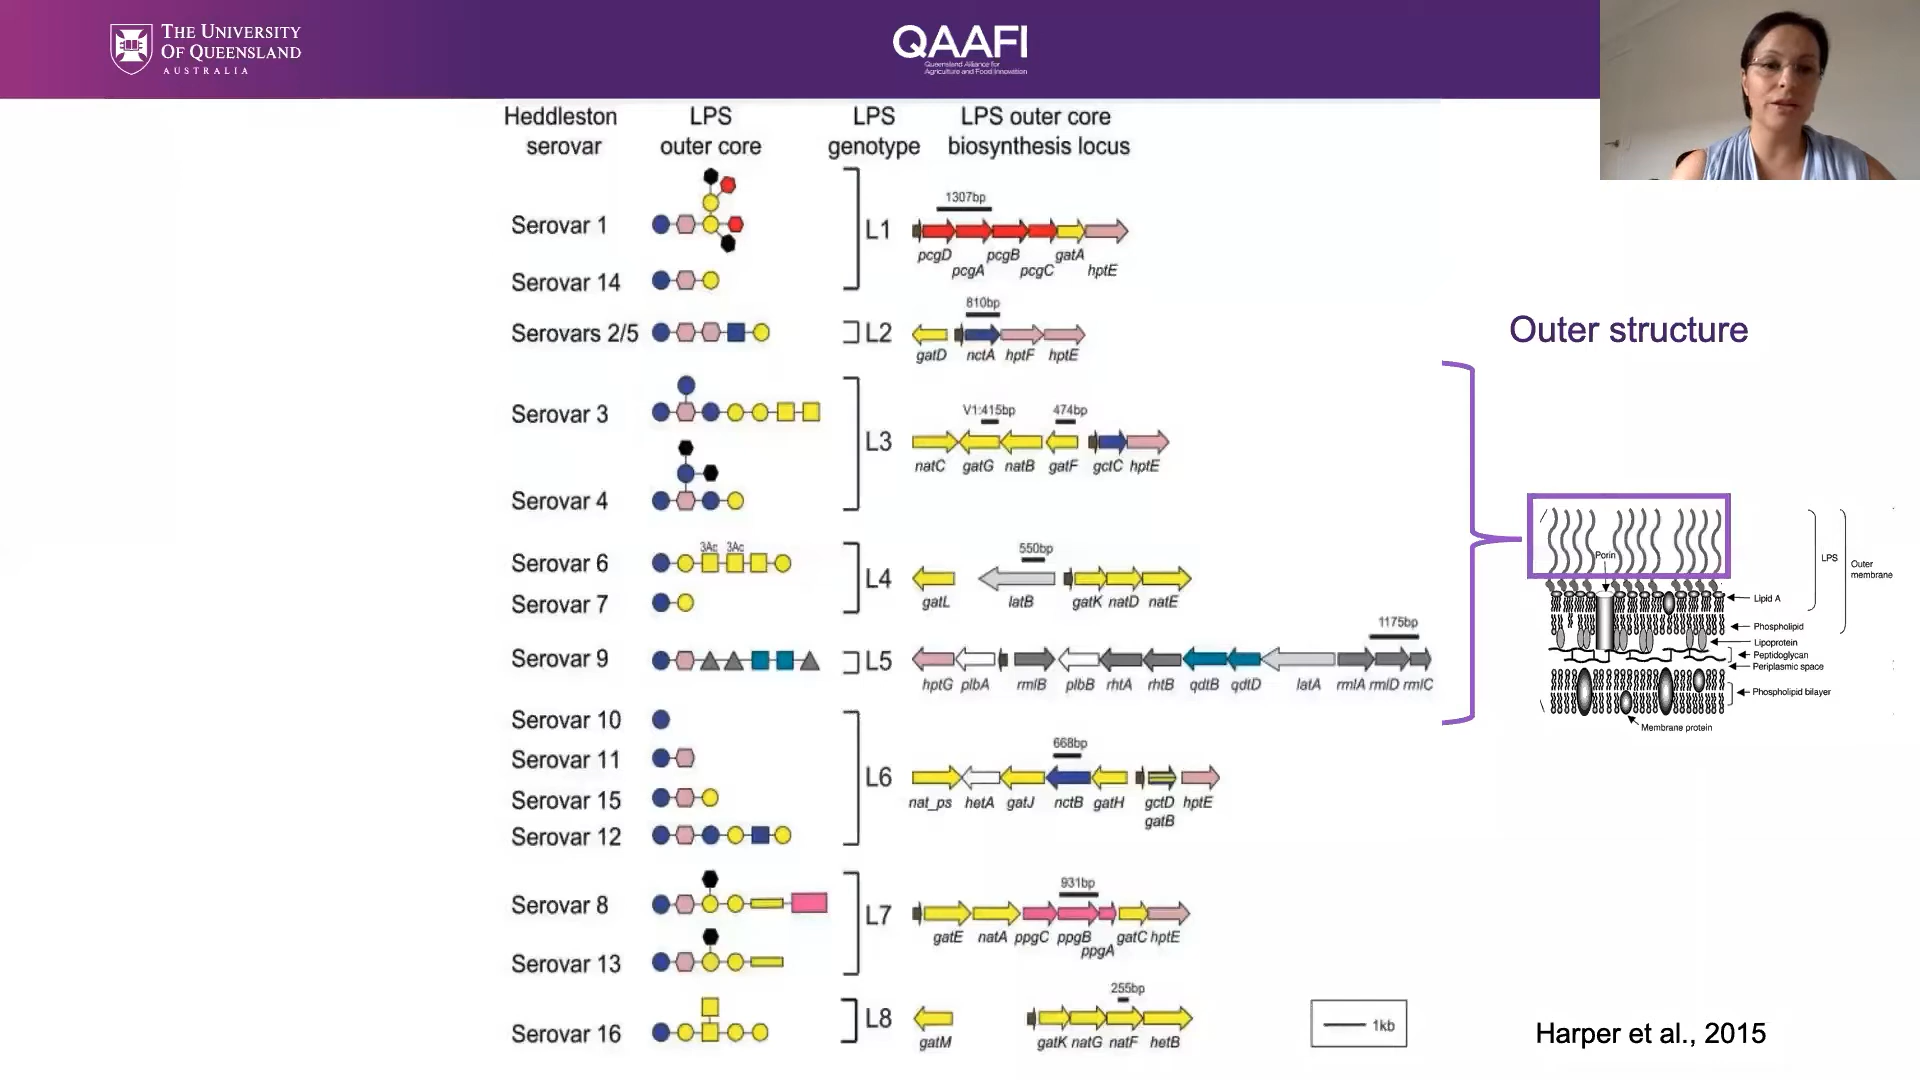 THE UNIVERSITY
OF QUEENSLAND
AUSTRALIA
QAAFI
Queensland Alliance for
Agriculture and Food Innovation
Heddleston
serovar
LPS
outer core
LPS
genotype
LPS outer core
biosynthesis locus
Serovar 1
L1
1307bp
pcgD
pcgA
pcgB
pcgC
gatA
hptE
Serovar 14
Serovars 2/5
L2
810bp
gatD nctA hptF hptE
Serovar 3
L3
V1:415bp 474bp
natC gatG natB gatF gctC hptE
Serovar 4
Serovar 6
3Ac 3Ac
L4
550bp
gatL latB gatK natD natE
Serovar 7
Serovar 9
L5
1175bp
hptG plbA rmlB plbB rhtA rhtB qdtB qdtD latA rmlA rmlD rmlC
Serovar 10
Serovar 11
L6
668bp
nat_ps hetA gatJ nctB gatH gctD hptE
gatB
Serovar 15
Serovar 12
Serovar 8
L7
931bp
gatE natA ppgC ppgB gatC hptE
ppgA
Serovar 13
Serovar 16
L8
255bp
gatM gatK natG natF hetB
1kb
Outer structure
Porin
LPS
Outer
membrane
Lipid A
Phospholipid
Lipoprotein
Peptidoglycan
Periplasmic space
Phospholipid bilayer
Membrane protein
Harper et al., 2015